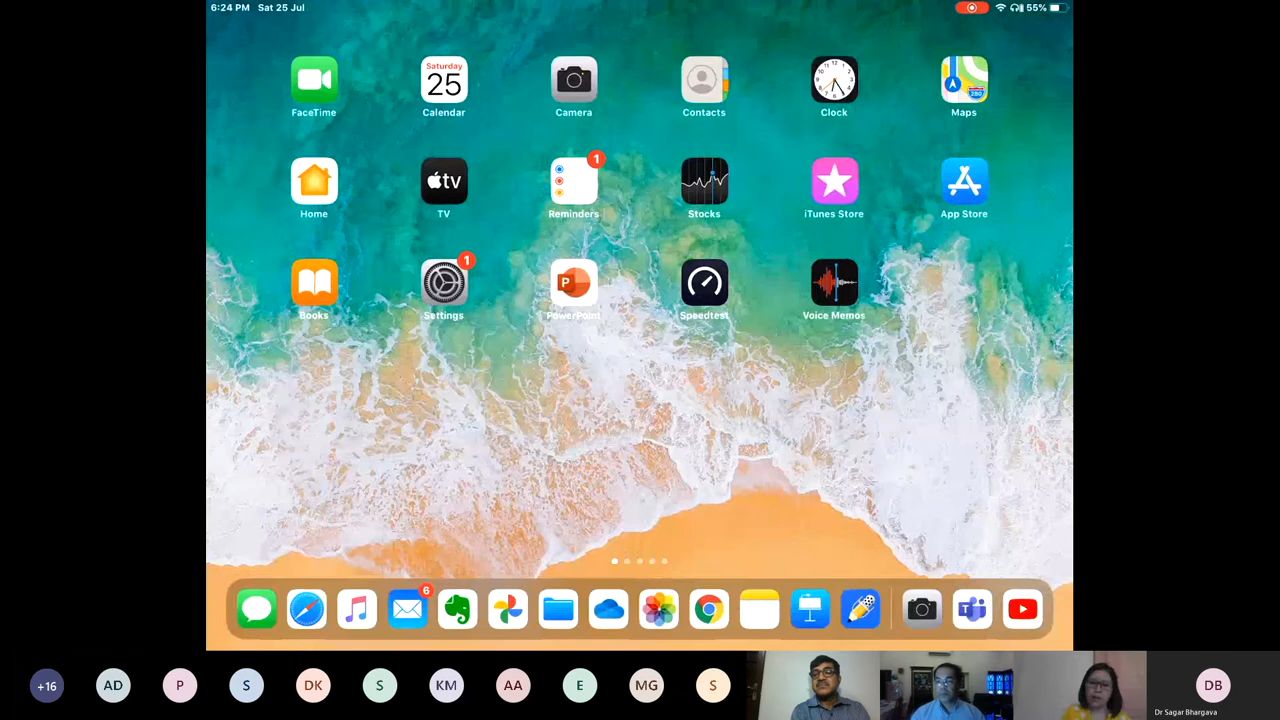 6:24 PM Sat 25 Jul
55%
Saturday
25
280
FaceTime
Calendar
Camera
Contacts
Clock
Maps
tv
1
Home
TV
Reminders
Stocks
iTunes Store
App Store
1
P
Books
Settings
PowerPoint
Speedtest
Voice Memos
6
T
+16
AD
P
S
DK
S
KM
AA
E
MG
S
DB
Dr Sagar Bhargava